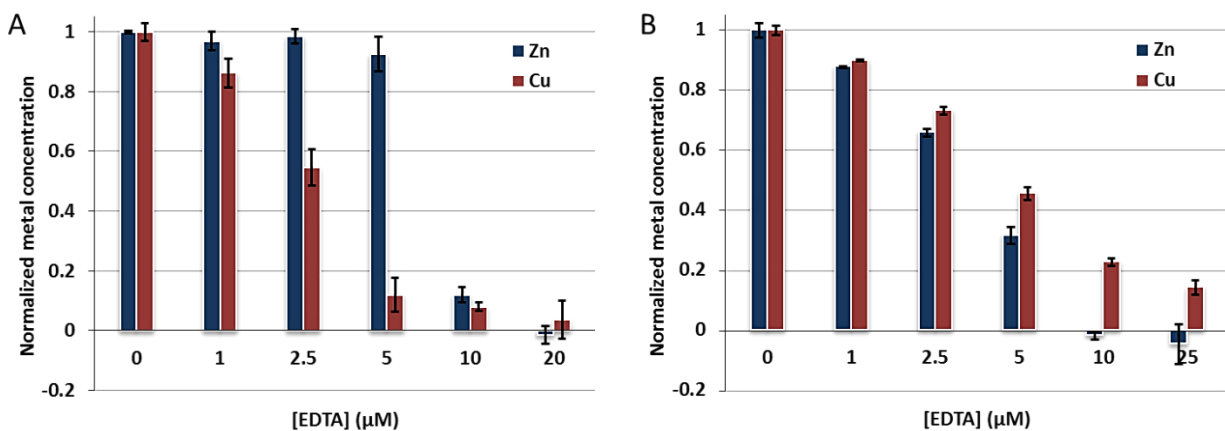 A
Normalized metal concentration
1
0.8
0.6
0.4
0.2
0
-0.2
Zn
Cu
0 1 2.5 5 10 20
[EDTA] (µM)
B
Normalized metal concentration
1
0.8
0.6
0.4
0.2
0
-0.2
Zn
Cu
0 1 2.5 5 10 25
[EDTA] (µM)